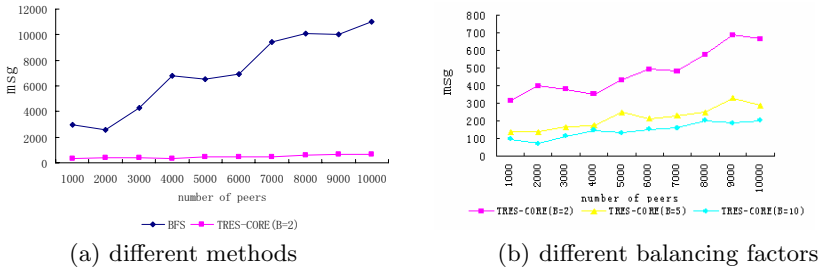 12000
10000
8000
6000
4000
2000
0
msg
1000 2000 3000 4000 5000 6000 7000 8000 9000 10000
number of peers
BFS TRES-CORE(B=2)
(a) different methods
800
700
600
500
400
300
200
100
0
msg
1000 2000 3000 4000 5000 6000 7000 8000 9000 10000
number of peers
TRES-CORE(B=2) TRES-CORE(B=5) TRES-CORE(B=10)
(b) different balancing factors